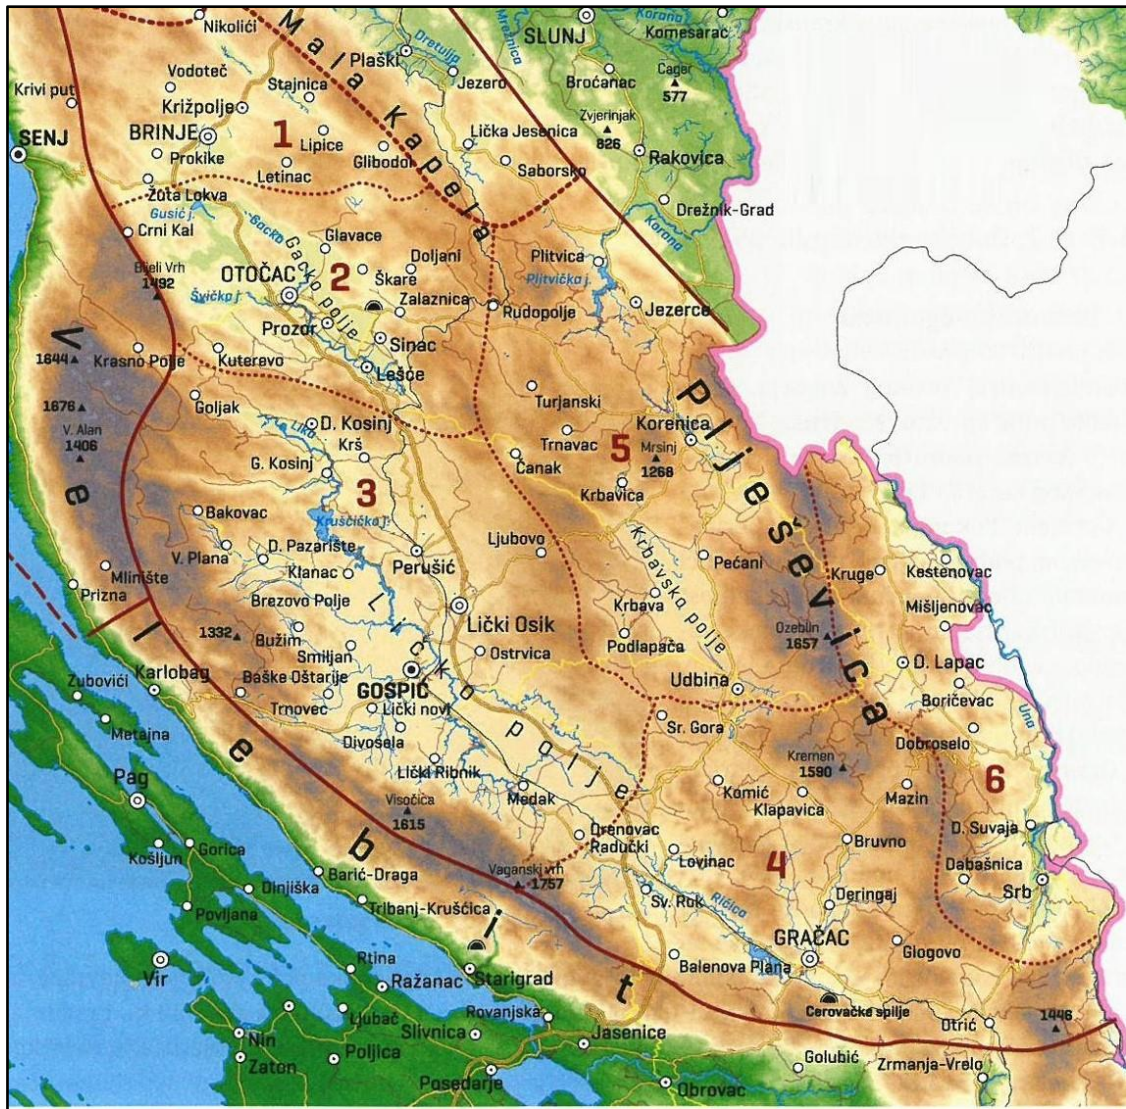 Nikolići
Mala Kapela
Mrežnica
Dretulja
Plaški
Jezero
SLUNJ
Korana
Komesarac
Broćanac
Cager
577
Zvjerinjak
826
Rakovica
Drežnik-Grad
Korana
Krivi put
Vodoteč
Stajnica
Križpolje
BRINJE
1
Lipice
Glibodol
Lička Jesenica
Saborsko
SENJ
Prokike
Letinac
Žuta Lokva
Gusić j.
Crni Kal
Gacka
Gacko polje
Glavace
2
Doljani
Škare
Zalaznica
Bijeli Vrh
1492
OTOČAC
Švička j.
Prozor
Sinac
Lešće
Plitvica
Plitvička j.
Rudopolje
Jezerce
Velebit
1644
Krasno Polje
Kuterevo
1676
V. Alan
1406
Goljak
Lika
D. Kosinj
Krš
G. Kosinj
3
Kruščička j.
Turjanski
Trnavac
Čanak
5
Korenica
Mrsinj
1268
Krbavica
Plješevica
Bakovac
V. Plana
D. Pazarište
Klanac
Perušić
Ljubovo
Krbavsko polje
Pećani
Kruge
Kestenovac
Mišljenovac
Mlinište
Prizna
Brezovo Polje
1332
Bužim
Smiljan
Ličko polje
Lički Osik
Ostrvica
Krbava
Podlapača
Ozeblin
1657
D. Lapac
Boričevac
Una
Karlobag
Baške Oštarije
Trnovec
GOSPIĆ
Lički novi
Divosela
Lički Ribnik
Medak
Udbina
Sr. Gora
Dobroselo
Zubovići
Metajna
Pag
Visočica
1615
Kremen
1590
Komić
Klapavica
Mazin
6
D. Suvaja
Košljun
Gorica
Dinjiška
Barić-Draga
Vaganski vrh
1757
Drenovac
Radučki
Lovinac
4
Bruvno
Dabašnica
Srb
Povljana
Tribanj-Krušćica
Sv. Rok
Ričica
Deringaj
Vir
Rtina
Ražanac
Starigrad
Balenova Plana
GRAČAC
Glogovo
Cerovačke spilje
Ljubač
Slivnica
Rovanjska
Jasenice
Otrić
1446
Nin
Zaton
Poljica
Posedarje
Obrovac
Golubić
Zrmanja-Vrelo